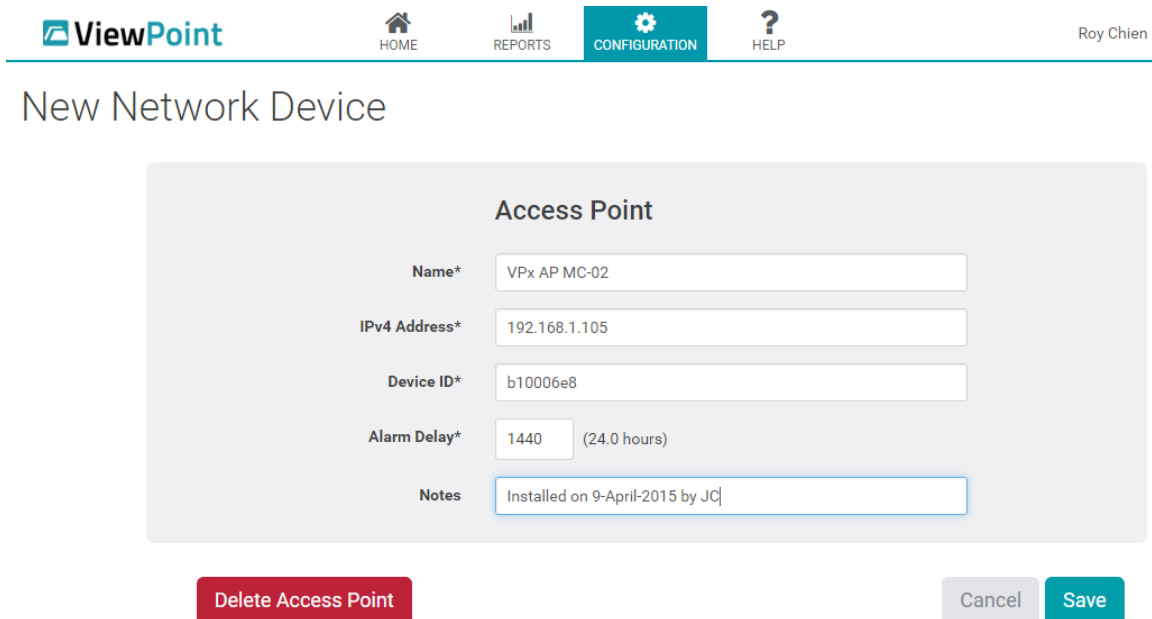 ViewPoint
HOME
REPORTS
CONFIGURATION
? HELP
Roy Chien
New Network Device
Access Point
Name* VPx AP MC-02
IPv4 Address* 192.168.1.105
Device ID* b10006e8
Alarm Delay* 1440 (24.0 hours)
Notes Installed on 9-April-2015 by JC
Delete Access Point Cancel Save